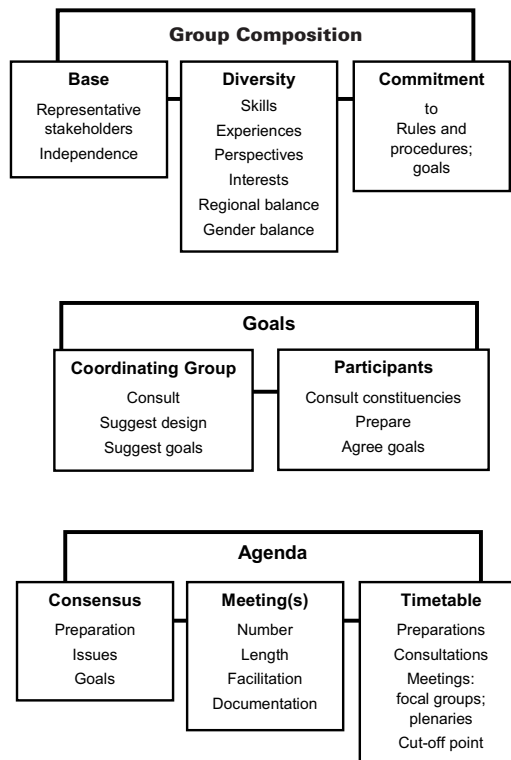 Group Composition
Base
Representative
stakeholders
Independence
Diversity
Skills
Experiences
Perspectives
Interests
Regional balance
Gender balance
Commitment
to
Rules and
procedures;
goals
Goals
Coordinating Group
Consult
Suggest design
Suggest goals
Participants
Consult constituencies
Prepare
Agree goals
Agenda
Consensus
Preparation
Issues
Goals
Meeting(s)
Number
Length
Facilitation
Documentation
Timetable
Preparations
Consultations
Meetings:
focal groups;
plenaries
Cut-off point